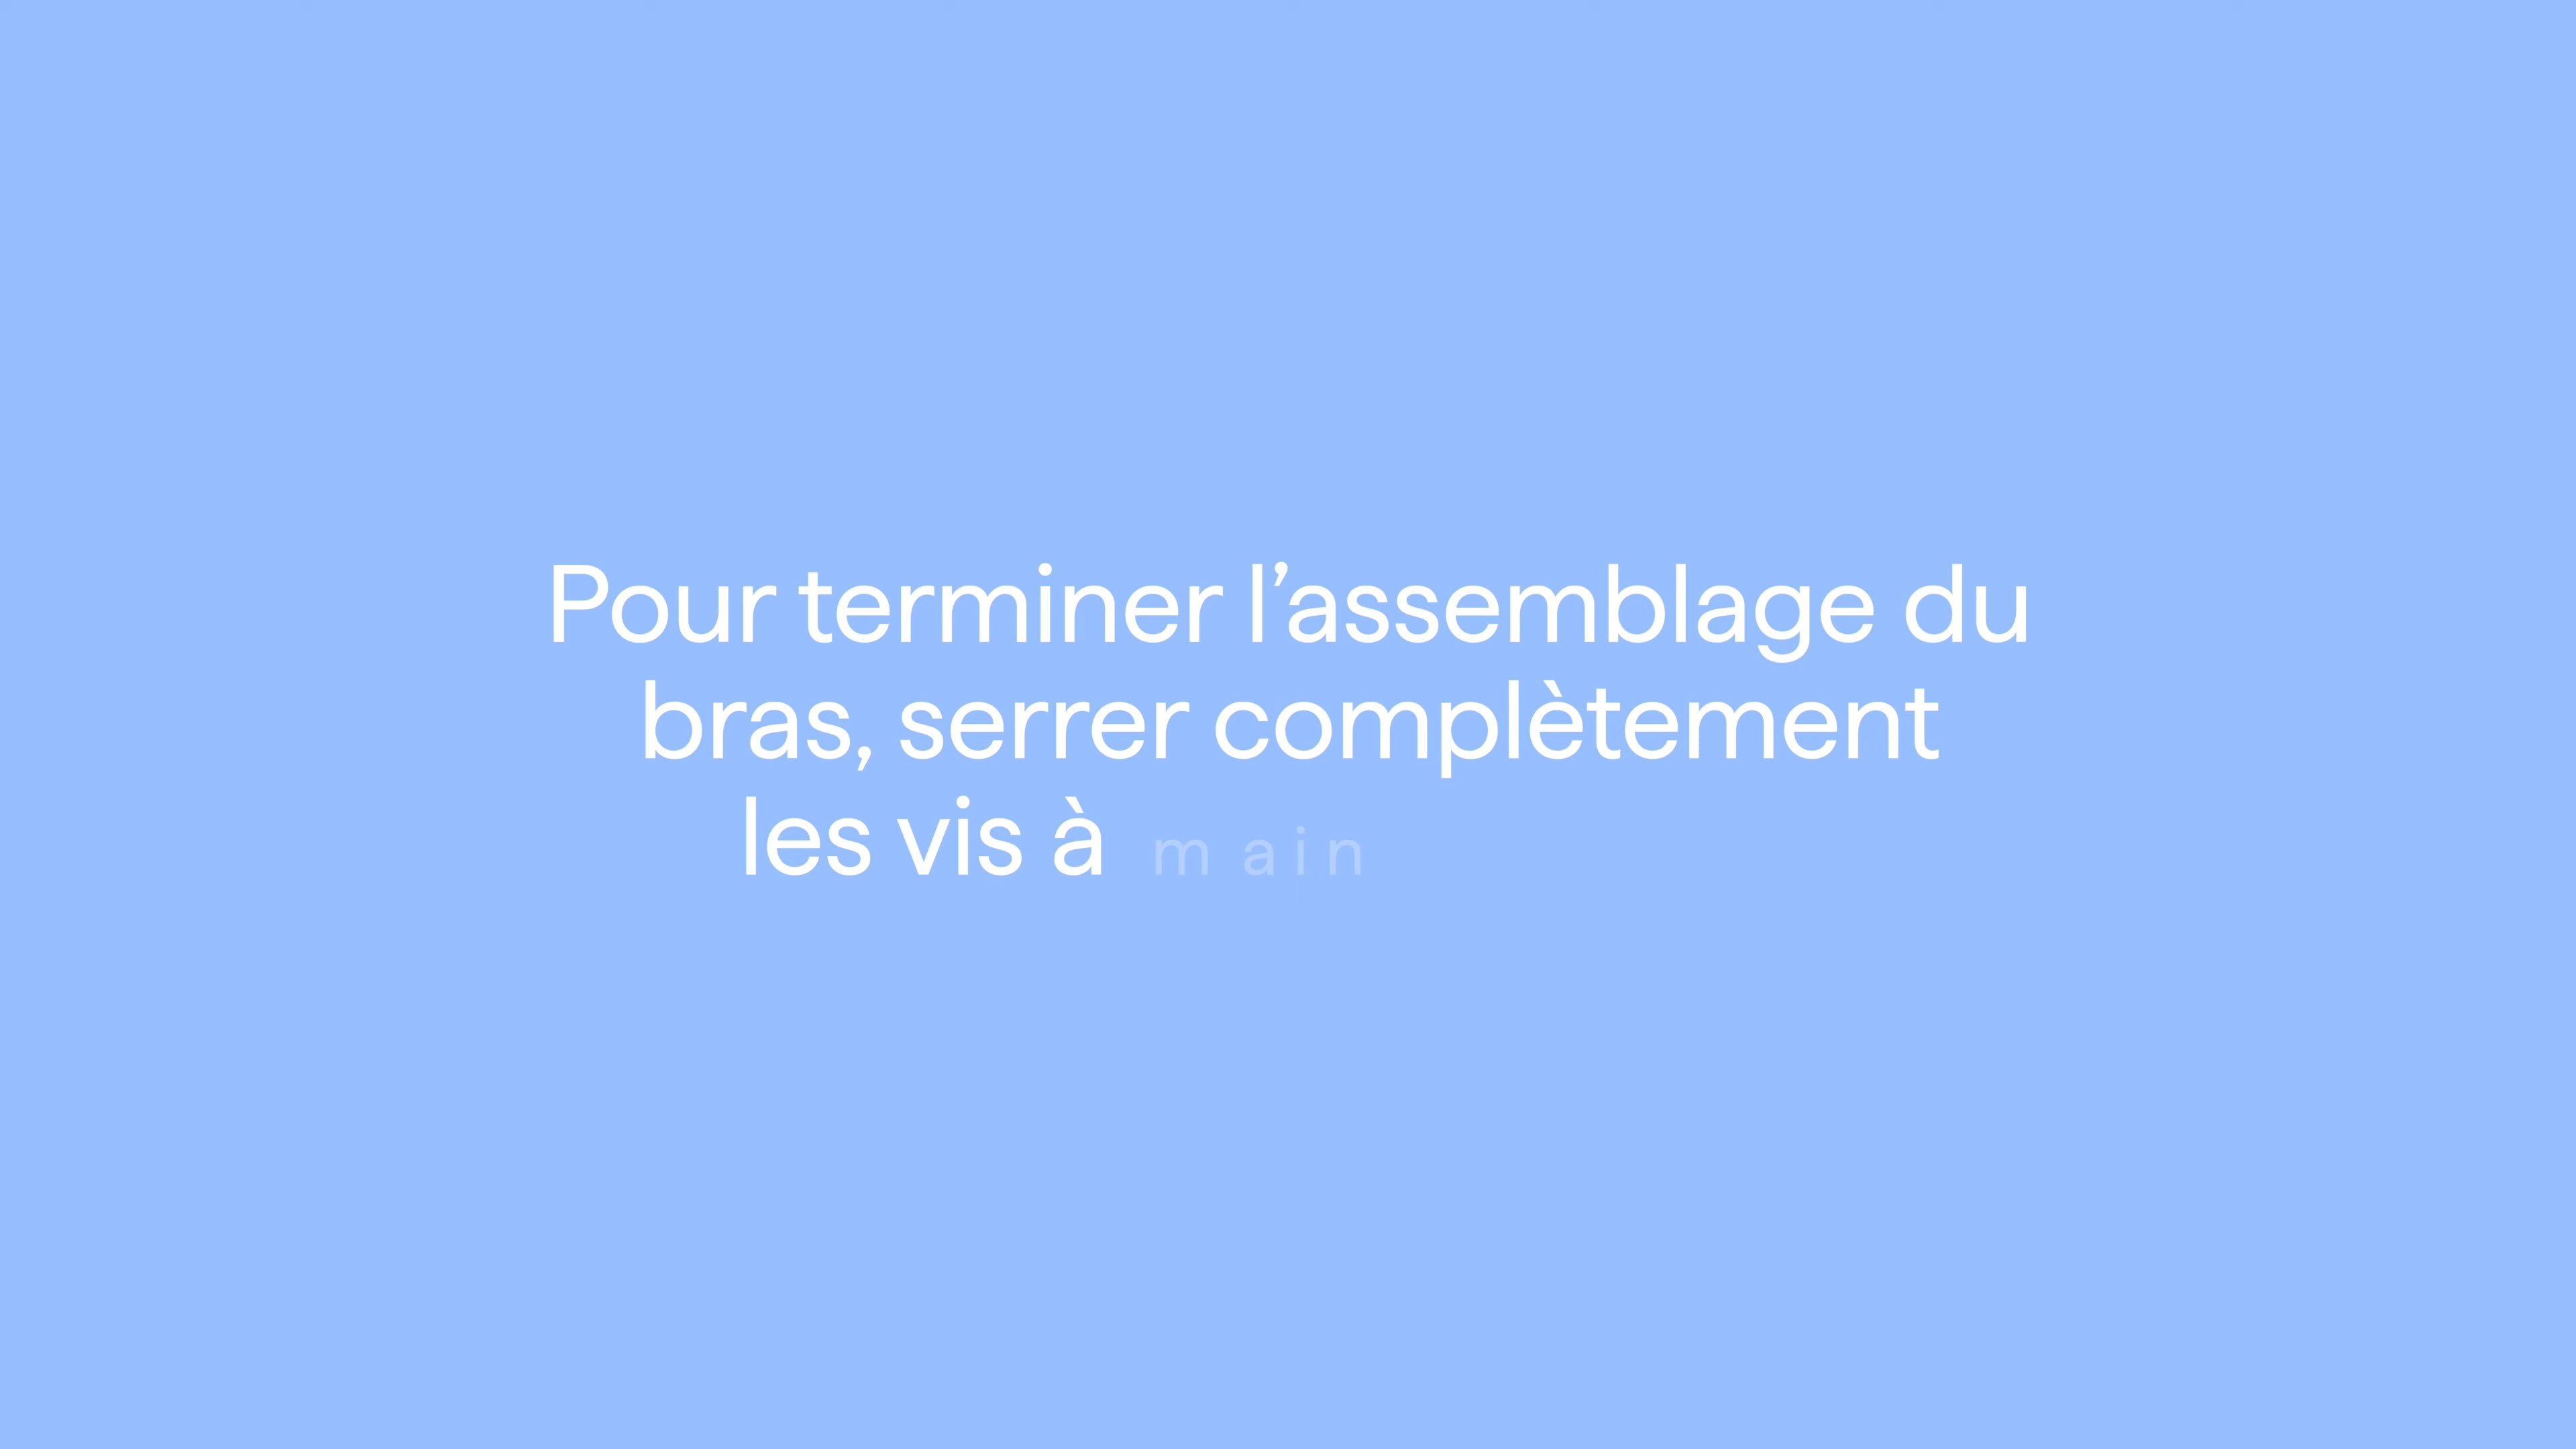 Pour terminer l’assemblage du
bras, serrer complètement
les vis à main